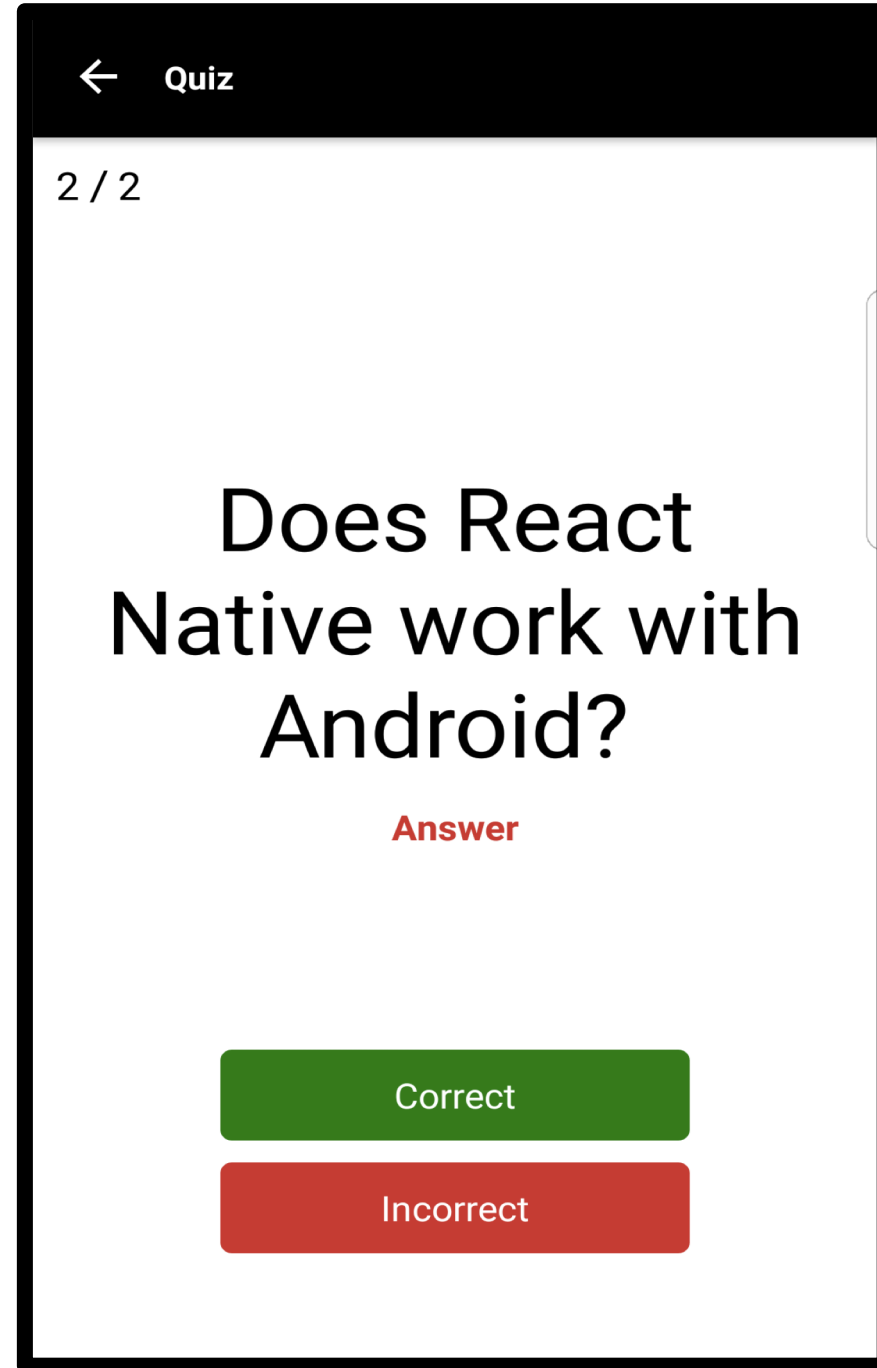 Quiz
2 / 2
Does React
Native work with
Android?
Answer
Correct
Incorrect